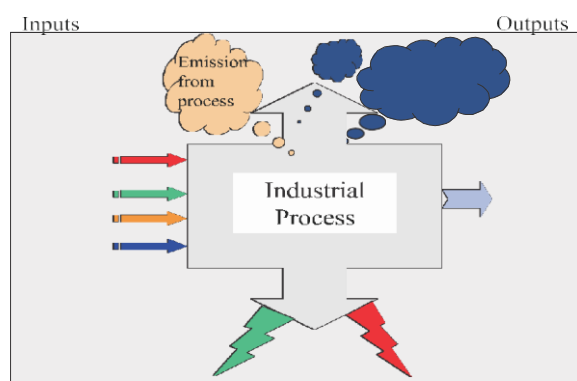 Inputs
Outputs
Emission
from
process
Industrial
Process